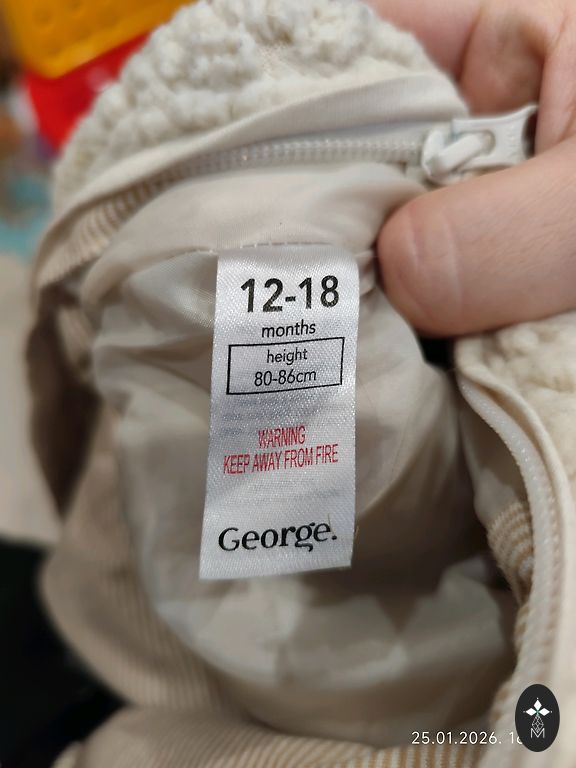 12-18
months
height
80-86cm
WARNING
KEEP AWAY FROM FIRE
George.
25.01.2026.